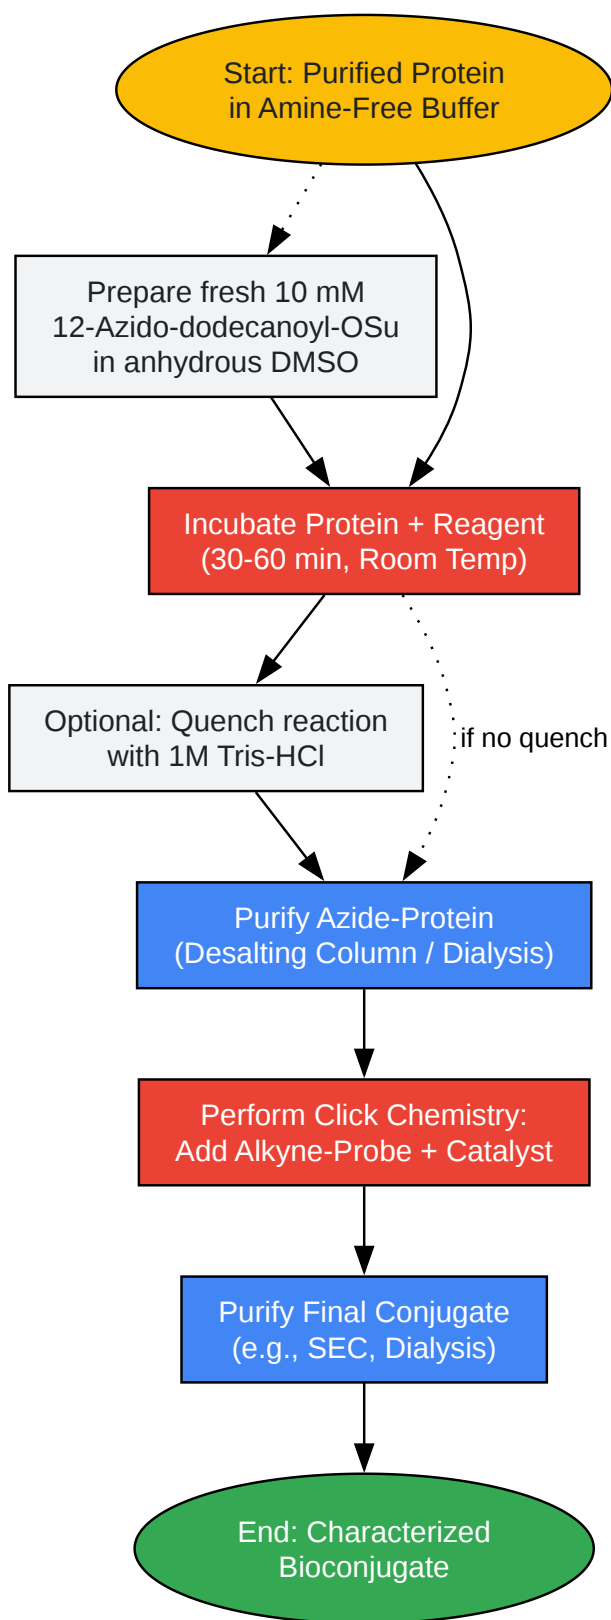 Start: Purified Protein
in Amine-Free Buffer
Prepare fresh 10 mM
12-Azido-dodecanoyl-OSu
in anhydrous DMSO
Incubate Protein + Reagent
(30-60 min, Room Temp)
Optional: Quench reaction
with 1M Tris-HCl
if no quench
Purify Azide-Protein
(Desalting Column / Dialysis)
Perform Click Chemistry:
Add Alkyne-Probe + Catalyst
Purify Final Conjugate
(e.g., SEC, Dialysis)
End: Characterized
Bioconjugate